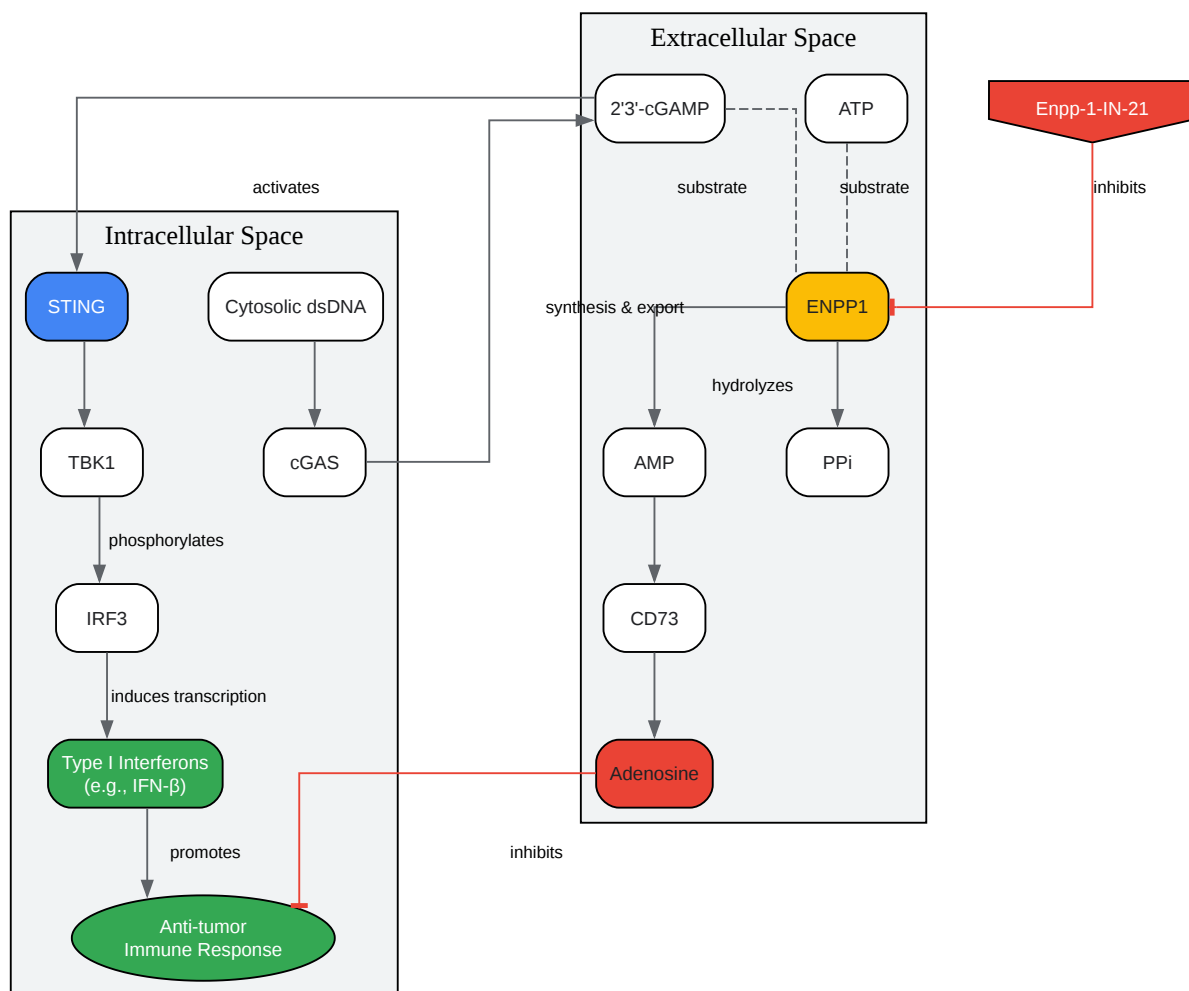 Extracellular Space
2'3'-cGAMP
ATP
Enpp-1-IN-21
activates
substrate
substrate
inhibits
Intracellular Space
STING
Cytosolic dsDNA
synthesis & export
ENPP1
hydrolyzes
TBK1
cGAS
AMP
PPi
phosphorylates
IRF3
CD73
induces transcription
Type I Interferons
(e.g., IFN-β)
Adenosine
promotes
inhibits
Anti-tumor
Immune Response